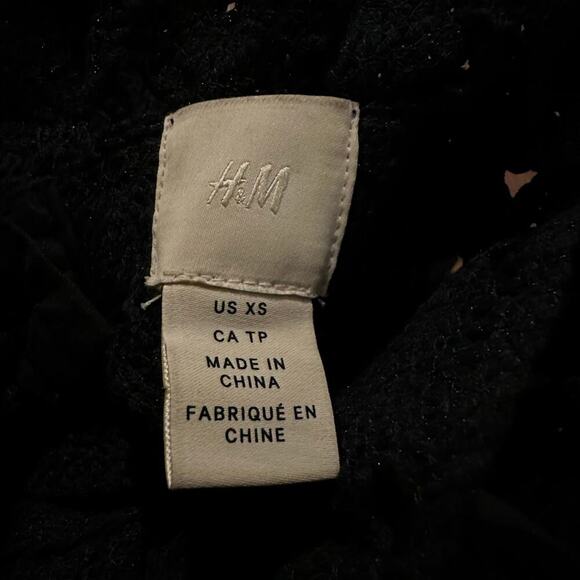 H&M
US XS
CA TP
MADE IN
CHINA
FABRIQUÉ EN
CHINE